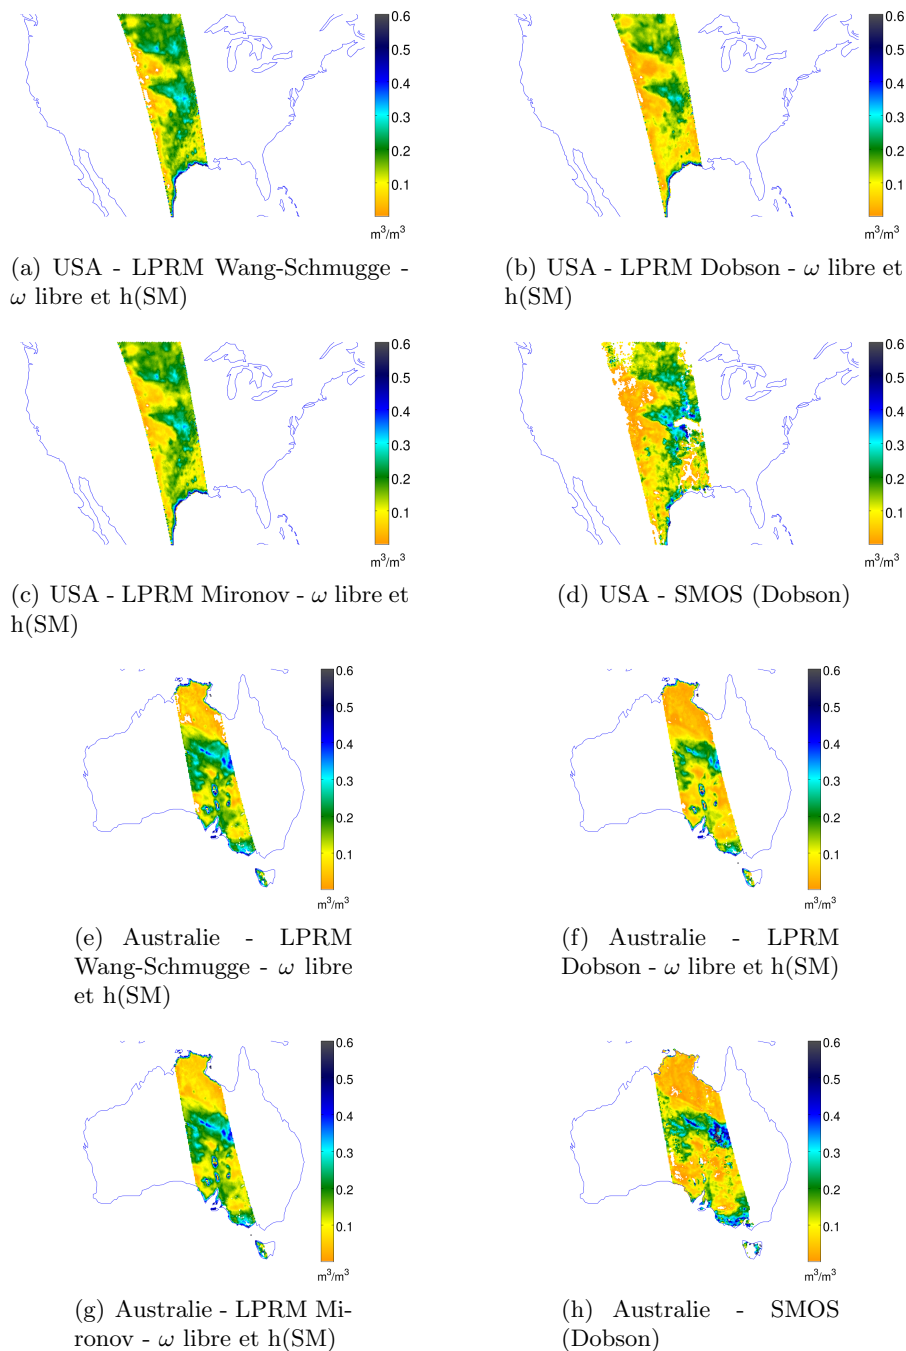 0.6
0.5
0.4
0.3
0.2
0.1
m³/m³
0.6
0.5
0.4
0.3
0.2
0.1
m³/m³
(a) USA - LPRM Wang-Schmugge -
ω libre et h(SM)
(b) USA - LPRM Dobson - ω libre et
h(SM)
0.6
0.5
0.4
0.3
0.2
0.1
m³/m³
0.6
0.5
0.4
0.3
0.2
0.1
m³/m³
(c) USA - LPRM Mironov - ω libre et
h(SM)
(d) USA - SMOS (Dobson)
0.6
0.5
0.4
0.3
0.2
0.1
m³/m³
0.6
0.5
0.4
0.3
0.2
0.1
m³/m³
(e) Australie - LPRM
Wang-Schmugge - ω libre
et h(SM)
(f) Australie - LPRM
Dobson - ω libre et h(SM)
0.6
0.5
0.4
0.3
0.2
0.1
m³/m³
0.6
0.5
0.4
0.3
0.2
0.1
m³/m³
(g) Australie - LPRM Mi-
ronov - ω libre et h(SM)
(h) Australie - SMOS
(Dobson)